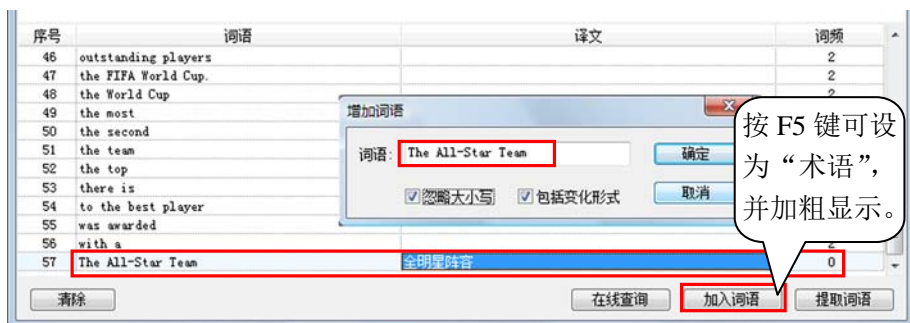 序号 词语 译文 词频
46 outstanding players 2
47 the FIFA World Cup. 2
48 the World Cup 2
49 the most
50 the second
51 the team
52 the top
53 there is
54 to the best player
55 was awarded
56 with a 2
57 The All-Star Team 全明星阵容 0
增加词语
词语: The All-Star Team 确定
忽略大小写 包括变化形式 取消
按 F5 键可设
为“术语”,
并加粗显示。
清除 在线查询 加入词语 提取词语